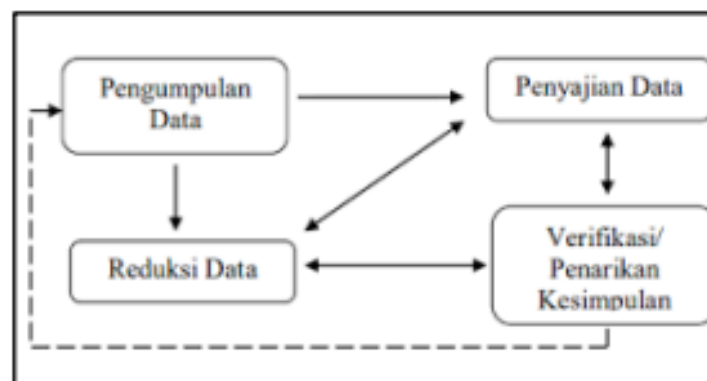 Pengumpulan
Data
Penyajian Data
Reduksi Data
Verifikasi/
Penarikan
Kesimpulan